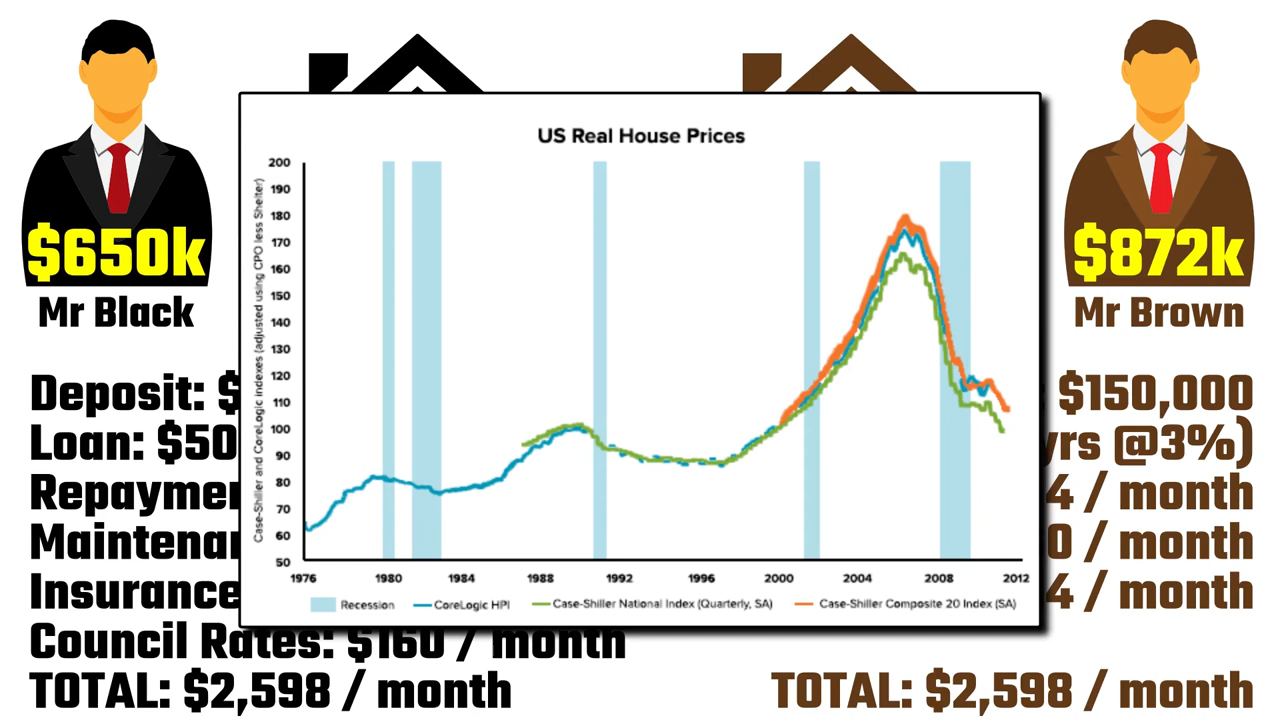 US Real House Prices
Case-Shiller and CoreLogic indexes (adjusted using CPO less Shelter)
200
190
180
170
160
150
140
130
120
110
100
90
80
70
60
50
1976 1980 1984 1988 1992 1996 2000 2004 2008 2012
Recession CoreLogic HPI Case-Shiller National Index (Quarterly, SA) Case-Shiller Composite 20 Index (SA)
$650k
Mr Black
Deposit: $
Loan: $50
Repaymen
Maintenan
Insurance
Council Rates: $160 / month
TOTAL: $2,598 / month
$872k
Mr Brown
: $150,000
yrs @3%)
4 / month
0 / month
4 / month
TOTAL: $2,598 / month